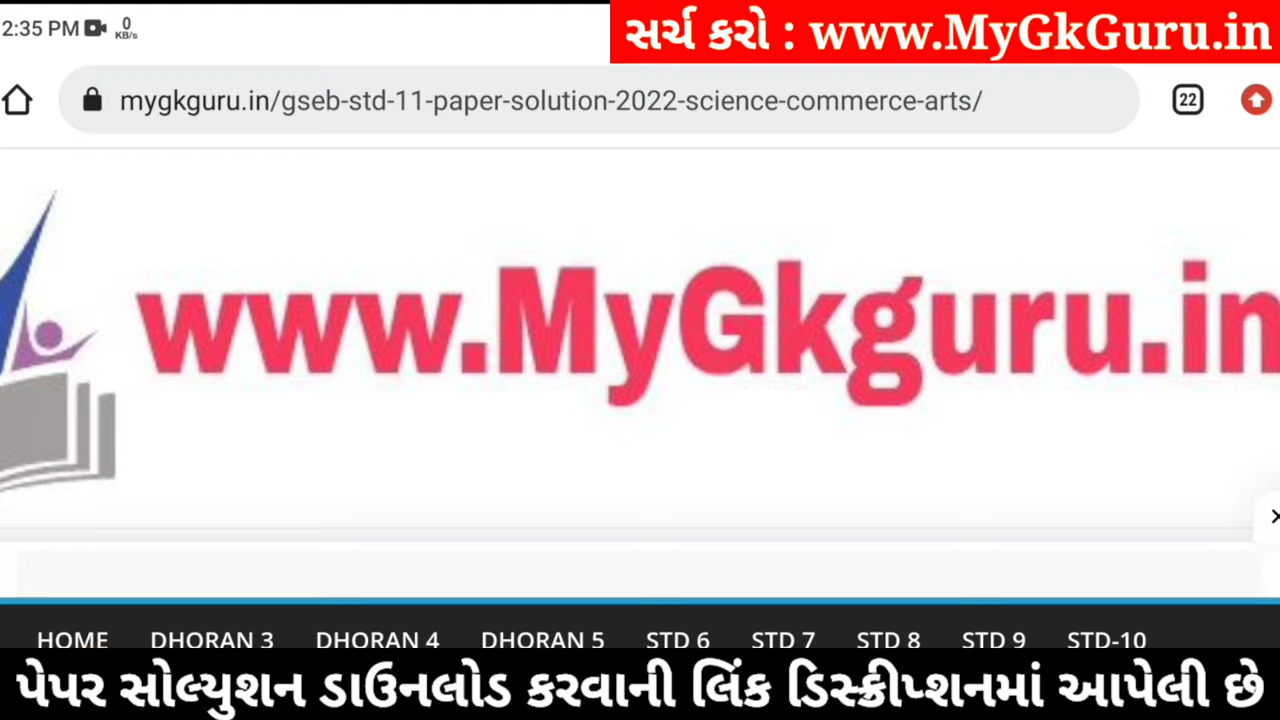 2:35 PM 0 KB/s
સર્ચ કરો : www.MyGkGuru.in
mygkguru.in/gseb-std-11-paper-solution-2022-science-commerce-arts/
22
www.MyGkguru.in
HOME DHORAN 3 DHORAN 4 DHORAN 5 STD 6 STD 7 STD 8 STD 9 STD-10
પેપર સોલ્યુશન ડાઉનલોડ કરવાની લિંક ડિસ્ક્રીપ્શનમાં આપેલી છે